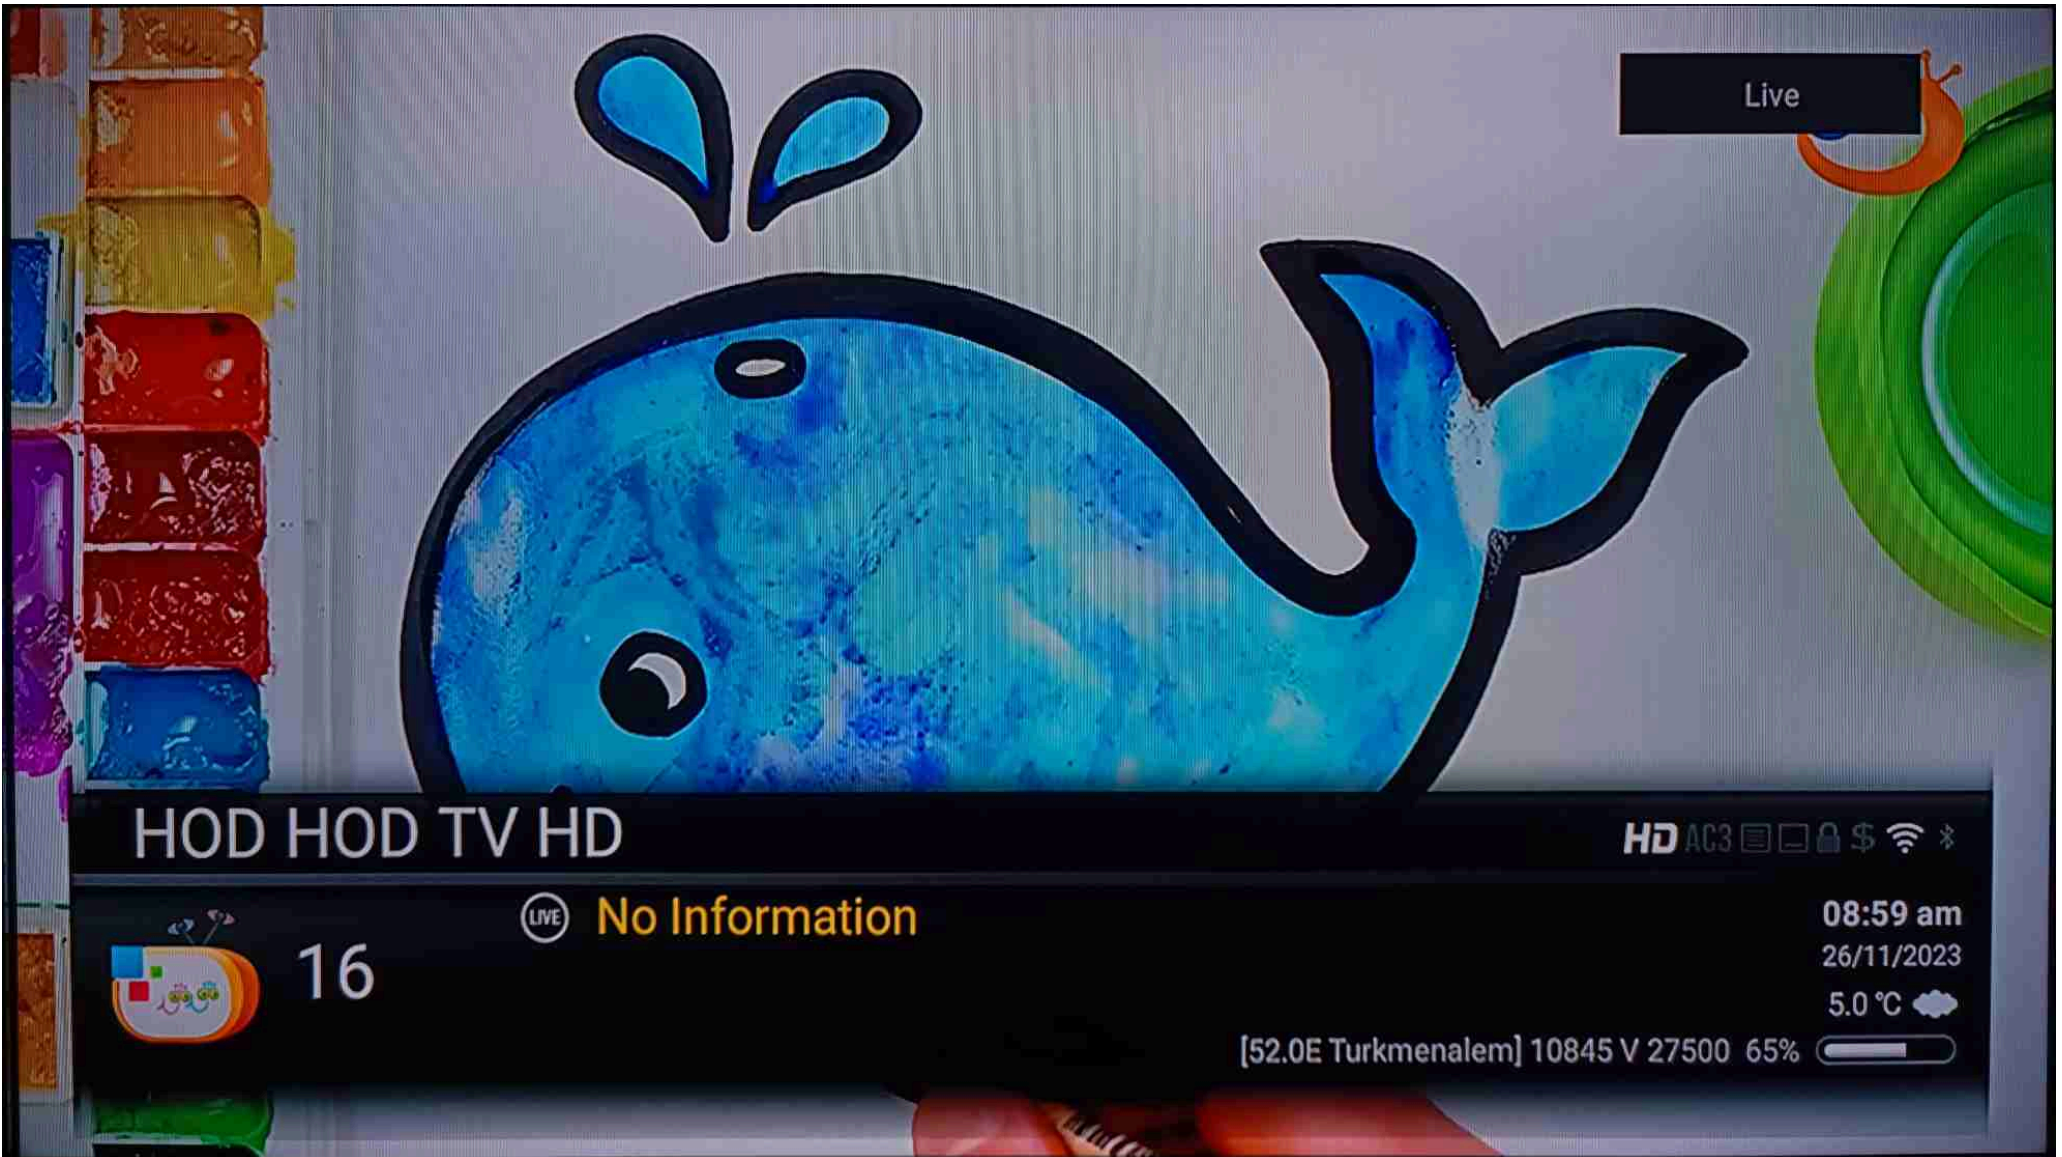 Live
HOD HOD TV HD
HD AC3 $
16
LIVE No Information
08:59 am
26/11/2023
5.0 °C
[52.0E Turkmenalem] 10845 V 27500 65%